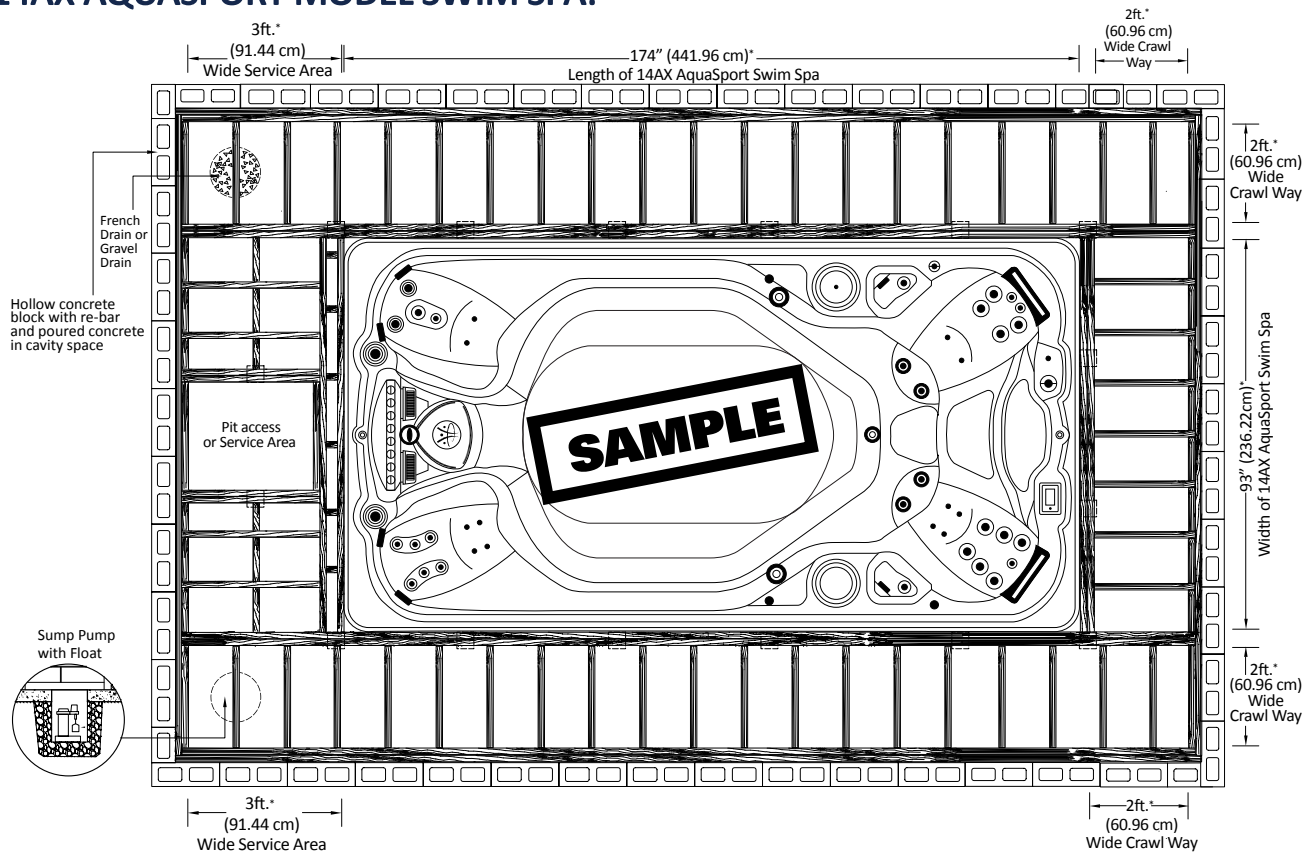 14AX AQUASPORT MODEL SWIM SPA:
3ft.*
(91.44 cm)
Wide Service Area
174” (441.96 cm)*
Length of 14AX AquaSport Swim Spa
2ft.*
(60.96 cm)
Wide Crawl
Way
2ft.*
(60.96 cm)
Wide
Crawl Way
French
Drain or
Gravel
Drain
Hollow concrete
block with re-bar
and poured concrete
in cavity space
Pit access
or Service Area
SAMPLE
93” (236.22cm)*
Width of 14AX AquaSport Swim Spa
Sump Pump
with Float
2ft.*
(60.96 cm)
Wide
Crawl Way
3ft.*
(91.44 cm)
Wide Service Area
2ft.*
(60.96 cm)
Wide Crawl Way